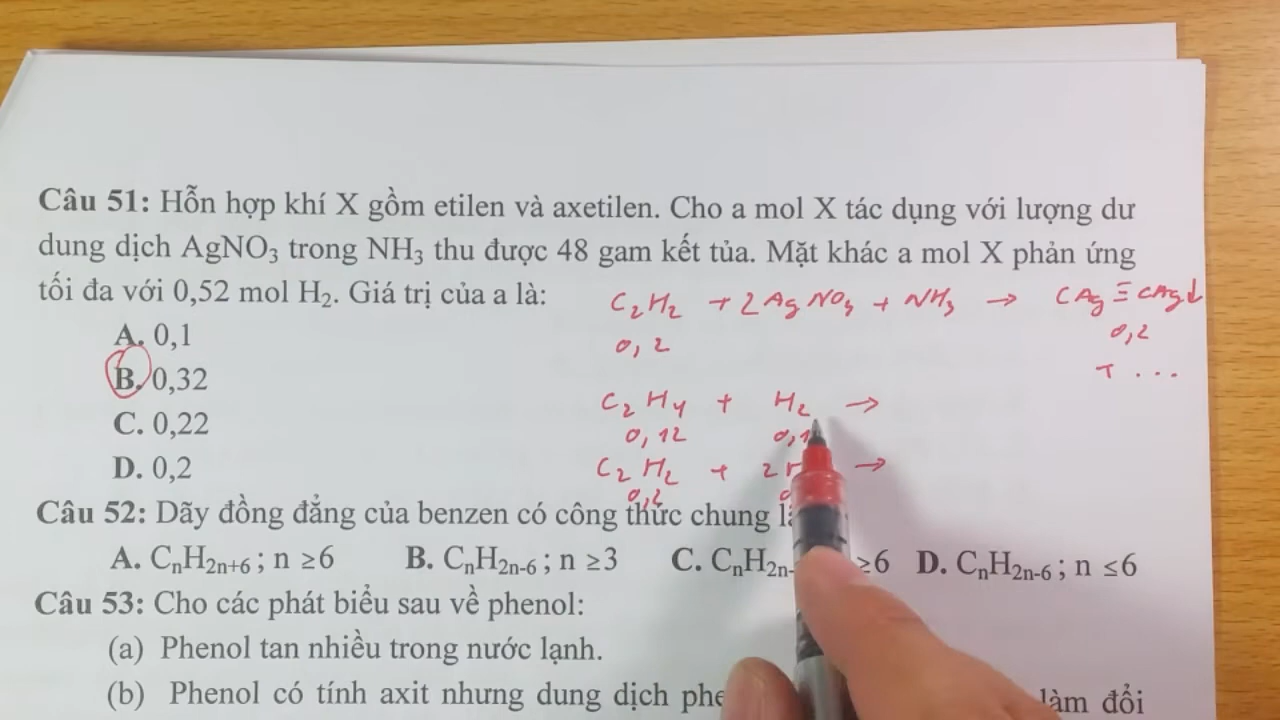 Câu 51: Hỗn hợp khí X gồm etilen và axetilen. Cho a mol X tác dụng với lượng dư
dung dịch AgNO₃ trong NH₃ thu được 48 gam kết tủa. Mặt khác a mol X phản ứng
tối đa với 0,52 mol H₂. Giá trị của a là:
C₂H₂ + 2AgNO₃ + NH₃ → CAg≡CAg↓
0,2 0,2
A. 0,1
+ ...
B. 0,32
C₂H₄ + H₂ →
C. 0,22
0,12 0,1
D. 0,2
C₂H₂ + 2 →
0,2
Câu 52: Dãy đồng đẳng của benzen có công thức chung
A. CₙH₂ₙ₊₆ ; n ≥6 B. CₙH₂ₙ₋₆ ; n ≥3 C. CₙH₂ₙ₋ ≥6 D. CₙH₂ₙ₋₆ ; n ≤6
Câu 53: Cho các phát biểu sau về phenol:
(a) Phenol tan nhiều trong nước lạnh.
(b) Phenol có tính axit nhưng dung dịch làm đổi